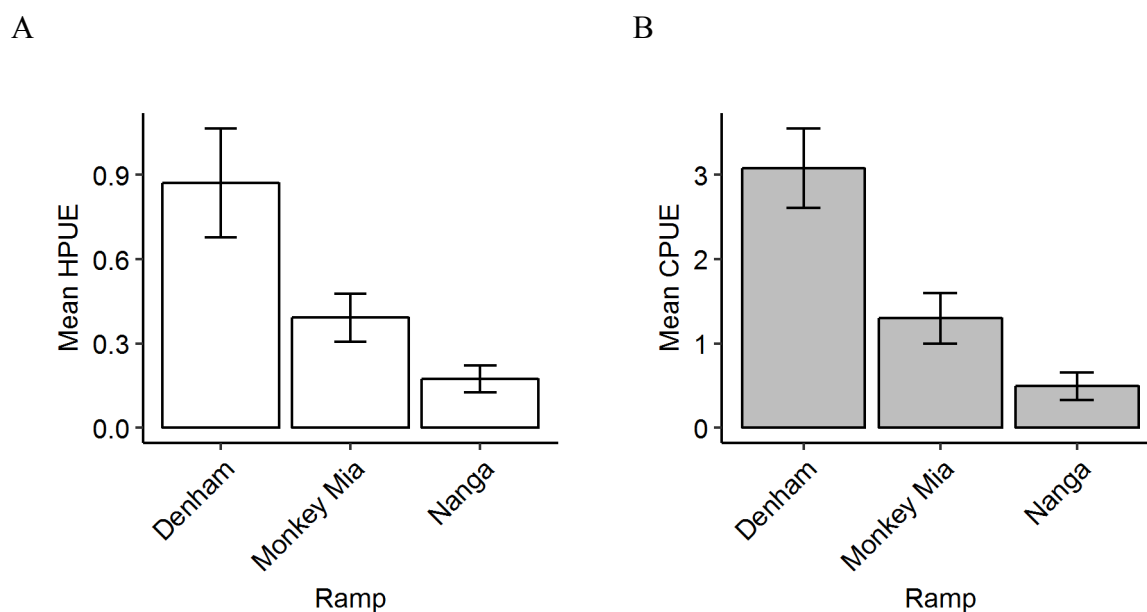 A
Mean HPUE
0.9
0.6
0.3
0.0
Denham
Monkey Mia
Nanga
Ramp
B
Mean CPUE
3
2
1
0
Denham
Monkey Mia
Nanga
Ramp